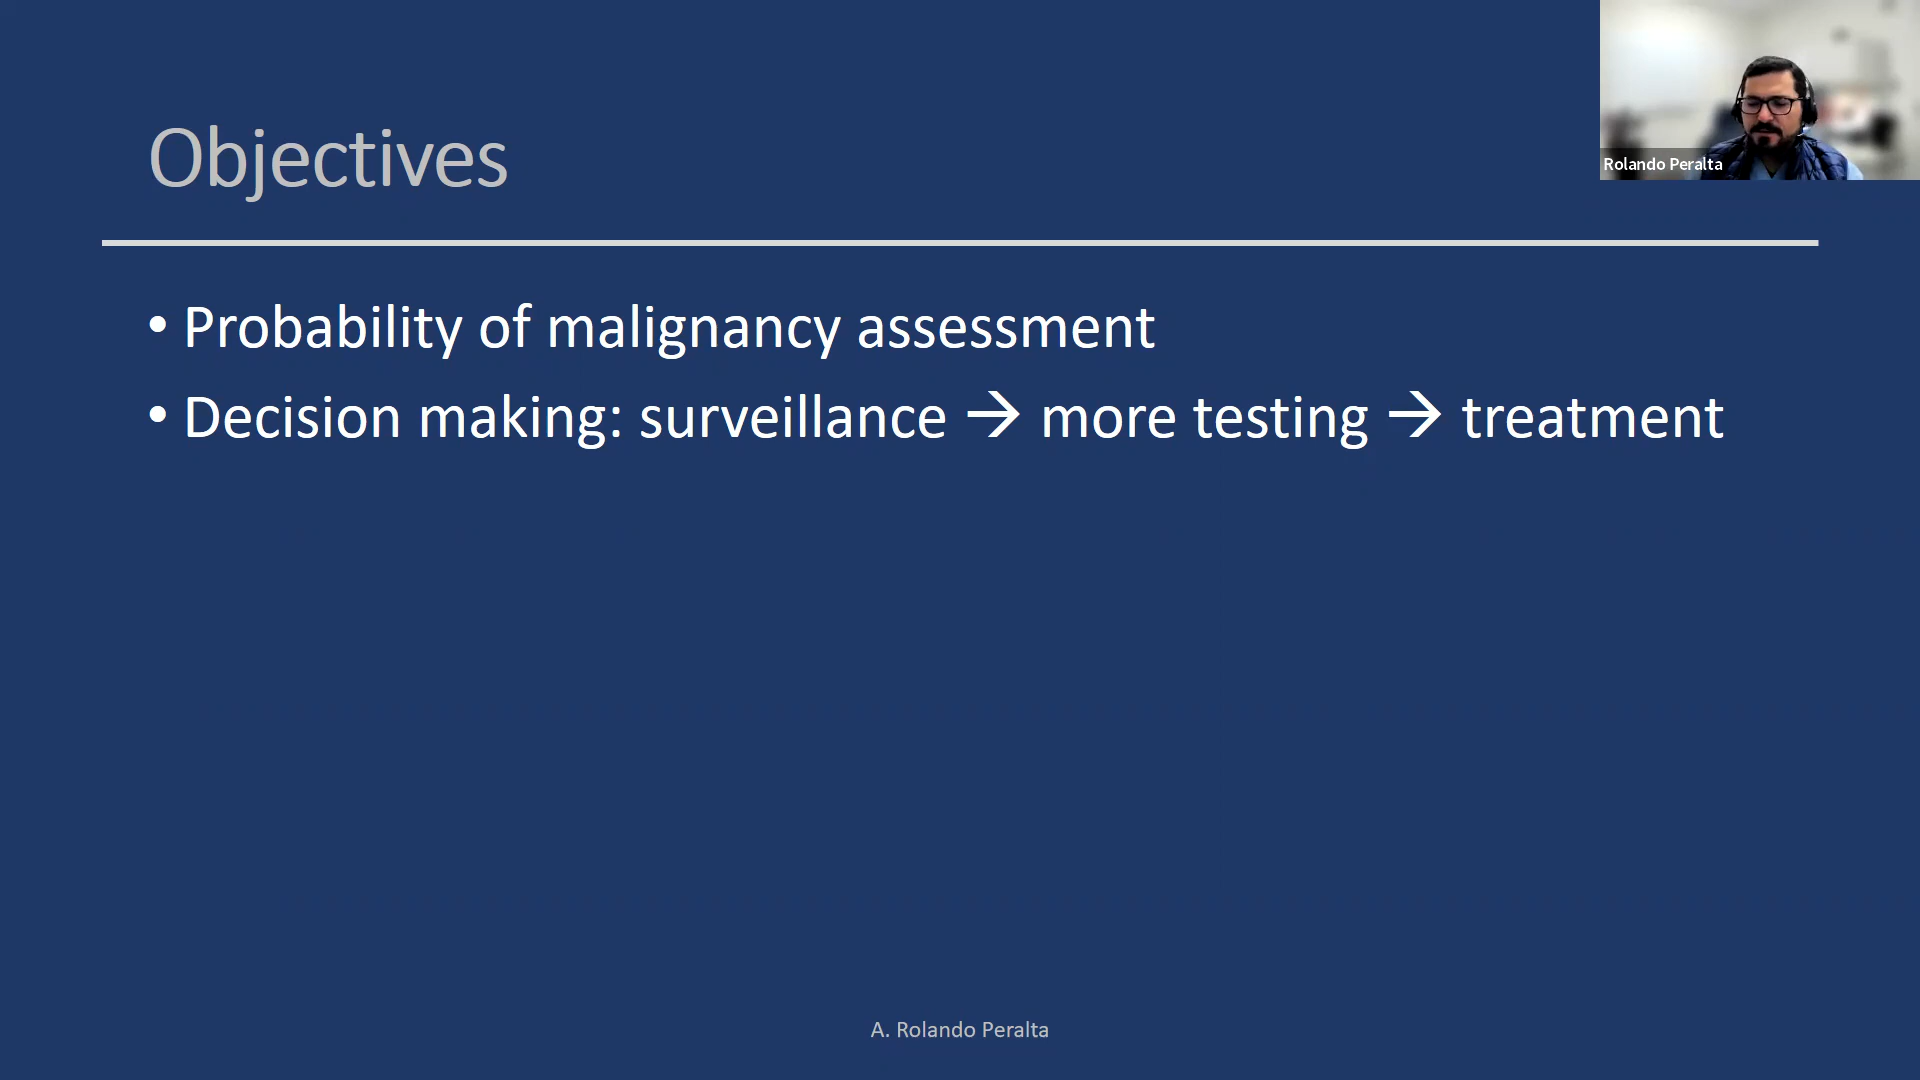 Objectives
Rolando Peralta
• Probability of malignancy assessment
• Decision making: surveillance → more testing → treatment
A. Rolando Peralta